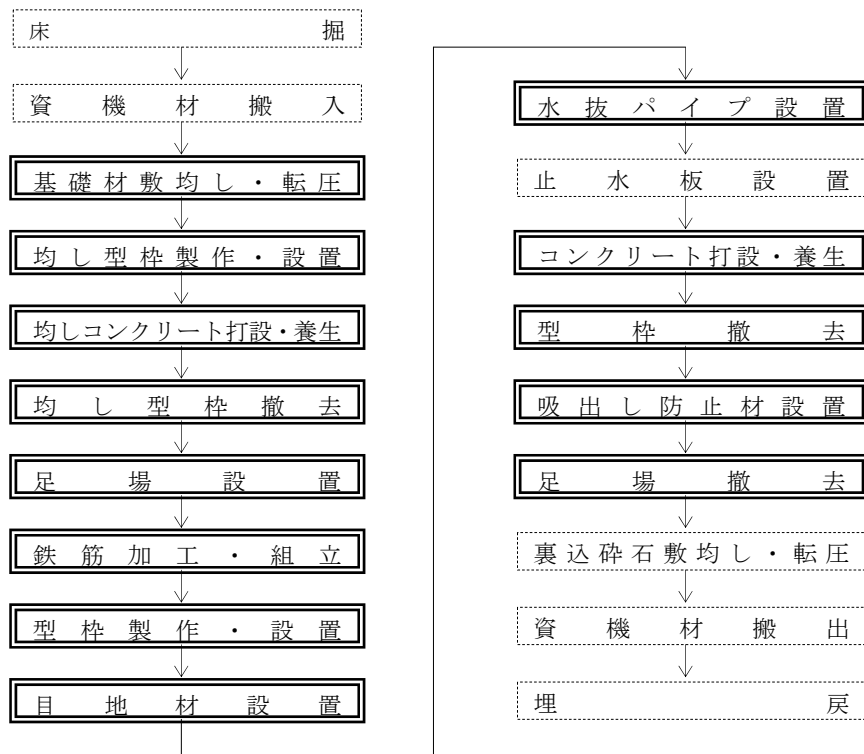 床掘
資機材搬入
基礎材敷均し・転圧
均し型枠製作・設置
均しコンクリート打設・養生
均し型枠撤去
足場設置
鉄筋加工・組立
型枠製作・設置
目地材設置
水抜パイプ設置
止水板設置
コンクリート打設・養生
型枠撤去
吸出し防止材設置
足場撤去
裏込砕石敷均し・転圧
資機材搬出
埋戻